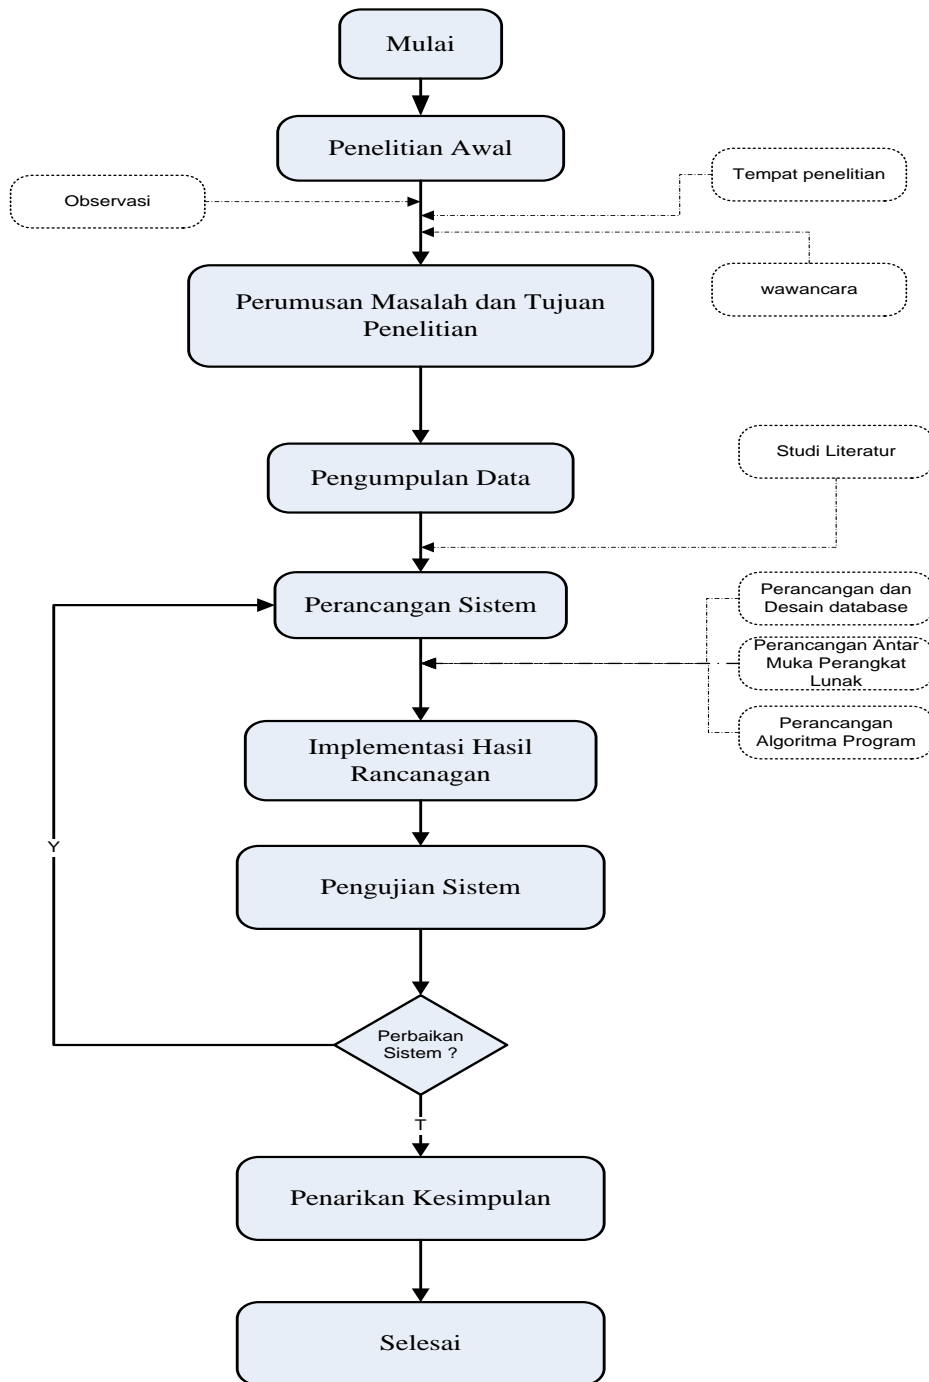 Mulai
Penelitian Awal
Tempat penelitian
Observasi
wawancara
Perumusan Masalah dan Tujuan
Penelitian
Studi Literatur
Pengumpulan Data
Perancangan Sistem
Perancangan dan
Desain database
Perancangan Antar
Muka Perangkat
Lunak
Perancangan
Algoritma Program
Implementasi Hasil
Rancanagan
Y
Pengujian Sistem
Perbaikan
Sistem ?
T
Penarikan Kesimpulan
Selesai